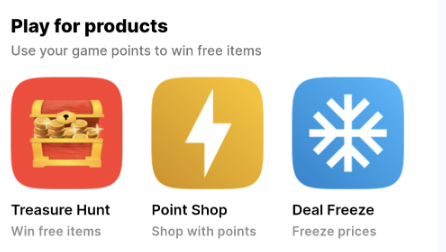 Play for products
Use your game points to win free items
Treasure Hunt
Point Shop
Deal Freeze
Win free items
Shop with points
Freeze prices